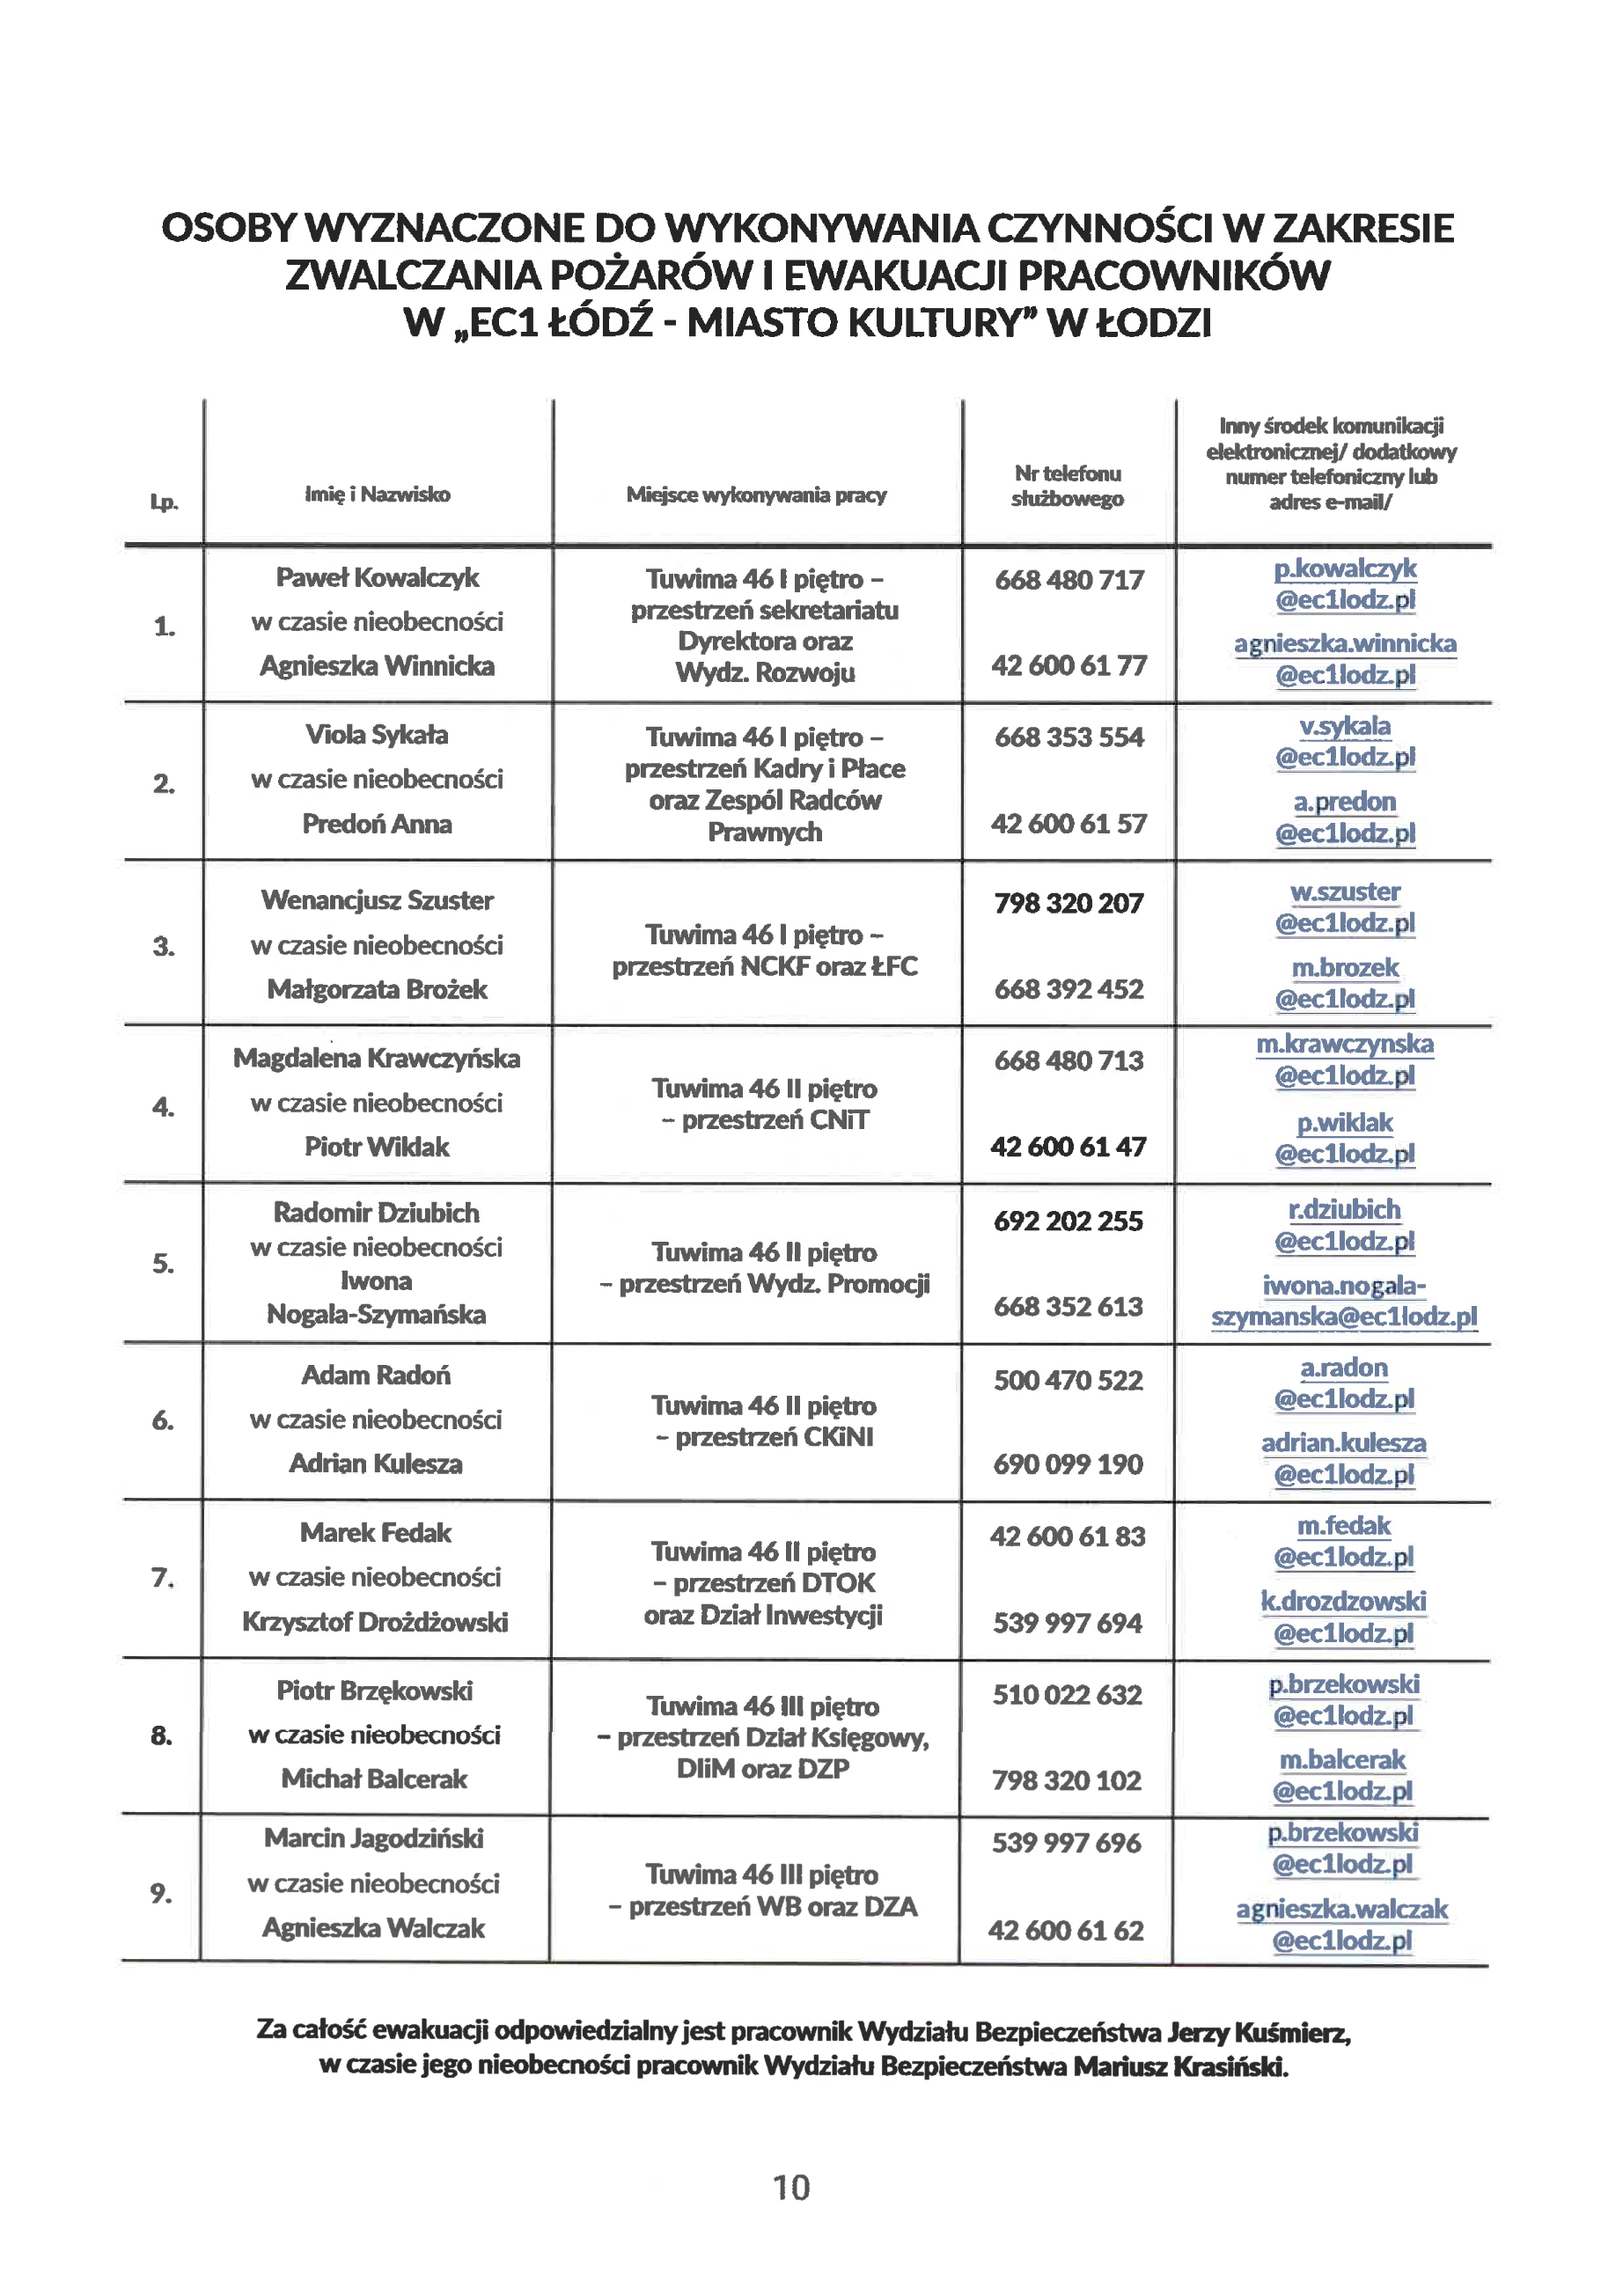 OSOBY WYZNACZONE DO WYKONYWANIA CZYNNOŚCI W ZAKRESIE
ZWALCZANIA POŻARÓW I EWAKUACJI PRACOWNIKÓW
W „EC1 ŁÓDŹ - MIASTO KULTURY” W ŁODZI
Lp.
Imię i Nazwisko
Miejsce wykonywania pracy
Nr telefonu
służbowego
Inny środek komunikacji
elektronicznej/ dodatkowy
numer telefoniczny lub
adres e-mail/
1.
Paweł Kowalczyk
w czasie nieobecności
Agnieszka Winnicka
Tuwima 46 I piętro –
przestrzeń sekretariatu
Dyrektora oraz
Wydz. Rozwoju
668 480 717
42 600 61 77
p.kowalczyk
@ec1lodz.pl
agnieszka.winnicka
@ec1lodz.pl
2.
Viola Sykała
w czasie nieobecności
Predoń Anna
Tuwima 46 I piętro –
przestrzeń Kadry i Płace
oraz Zespól Radców
Prawnych
668 353 554
42 600 61 57
v.sykala
@ec1lodz.pl
a.predon
@ec1lodz.pl
3.
Wenancjusz Szuster
w czasie nieobecności
Małgorzata Brożek
Tuwima 46 I piętro –
przestrzeń NCKF oraz ŁFC
798 320 207
668 392 452
w.szuster
@ec1lodz.pl
m.brozek
@ec1lodz.pl
4.
Magdalena Krawczyńska
w czasie nieobecności
Piotr Wiklak
Tuwima 46 II piętro
– przestrzeń CNiT
668 480 713
42 600 61 47
m.krawczynska
@ec1lodz.pl
p.wiklak
@ec1lodz.pl
5.
Radomir Dziubich
w czasie nieobecności
Iwona
Nogala-Szymańska
Tuwima 46 II piętro
– przestrzeń Wydz. Promocji
692 202 255
668 352 613
r.dziubich
@ec1lodz.pl
iwona.nogala-
szymanska@ec1lodz.pl
6.
Adam Radoń
w czasie nieobecności
Adrian Kulesza
Tuwima 46 II piętro
– przestrzeń CKiNI
500 470 522
690 099 190
a.radon
@ec1lodz.pl
adrian.kulesza
@ec1lodz.pl
7.
Marek Fedak
w czasie nieobecności
Krzysztof Drożdżowski
Tuwima 46 II piętro
– przestrzeń DTOK
oraz Dział Inwestycji
42 600 61 83
539 997 694
m.fedak
@ec1lodz.pl
k.drozdzowski
@ec1lodz.pl
8.
Piotr Brzękowski
w czasie nieobecności
Michał Balcerak
Tuwima 46 III piętro
– przestrzeń Dział Księgowy,
DIiM oraz DZP
510 022 632
798 320 102
p.brzekowski
@ec1lodz.pl
m.balcerak
@ec1lodz.pl
9.
Marcin Jagodziński
w czasie nieobecności
Agnieszka Walczak
Tuwima 46 III piętro
– przestrzeń WB oraz DZA
539 997 696
42 600 61 62
p.brzekowski
@ec1lodz.pl
agnieszka.walczak
@ec1lodz.pl
Za całość ewakuacji odpowiedzialny jest pracownik Wydziału Bezpieczeństwa Jerzy Kuśmierz,
w czasie jego nieobecności pracownik Wydziału Bezpieczeństwa Mariusz Krasiński.
10